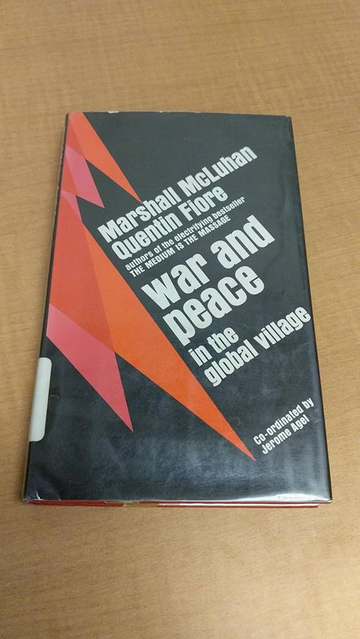 Marshall McLuhan
Quentin Fiore
authors of the electrifying bestseller
THE MEDIUM IS THE MASSAGE
war and
peace
in the
global village
Co-ordinated by
Jerome Agel